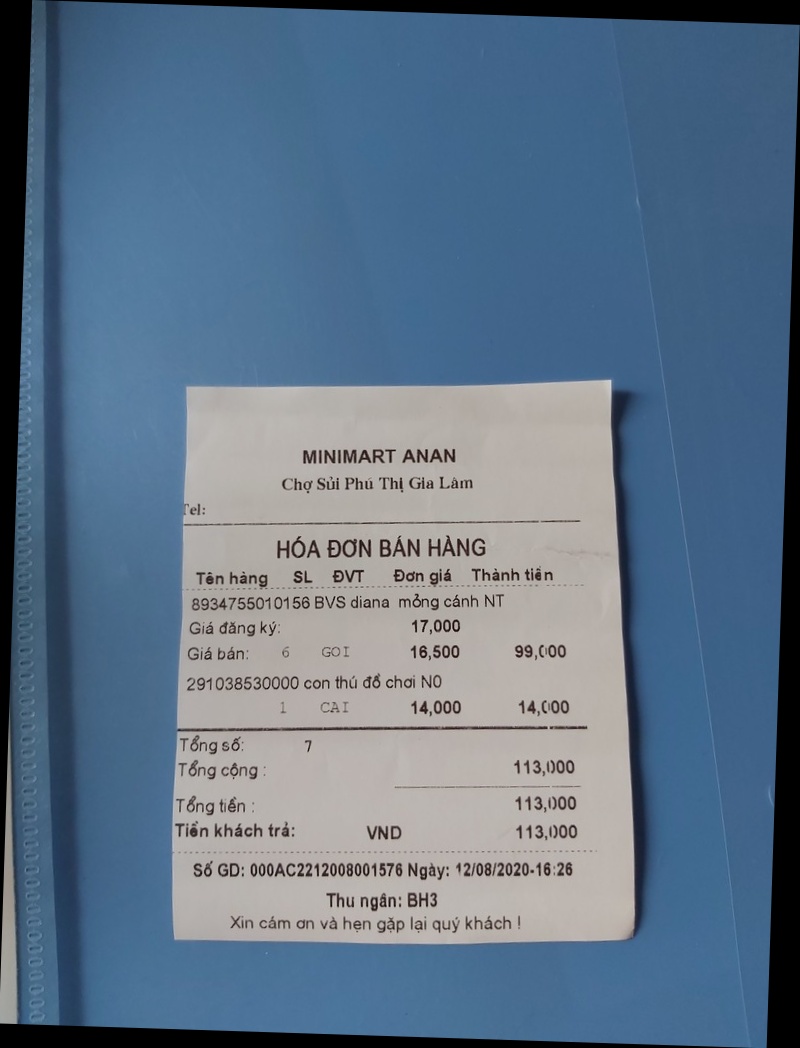 MINIMART ANAN
Chợ Sủi Phú Thị Gia Lâm
Tel:
HÓA ĐƠN BÁN HÀNG
Tên hàng SL ĐVT Đơn giá Thành tiền
8934755010156 BVS diana mỏng cánh NT
Giá đăng ký: 17,000
Giá bán: 6 GOI 16,500 99,000
291038530000 con thú đồ chơi N0
1 CAI 14,000 14,000
Tổng số: 7
Tổng cộng : 113,000
Tổng tiền : 113,000
Tiền khách trả: VND 113,000
Số GD: 000AC2212008001576 Ngày: 12/08/2020-16:26
Thu ngân: BH3
Xin cám ơn và hẹn gặp lại quý khách !